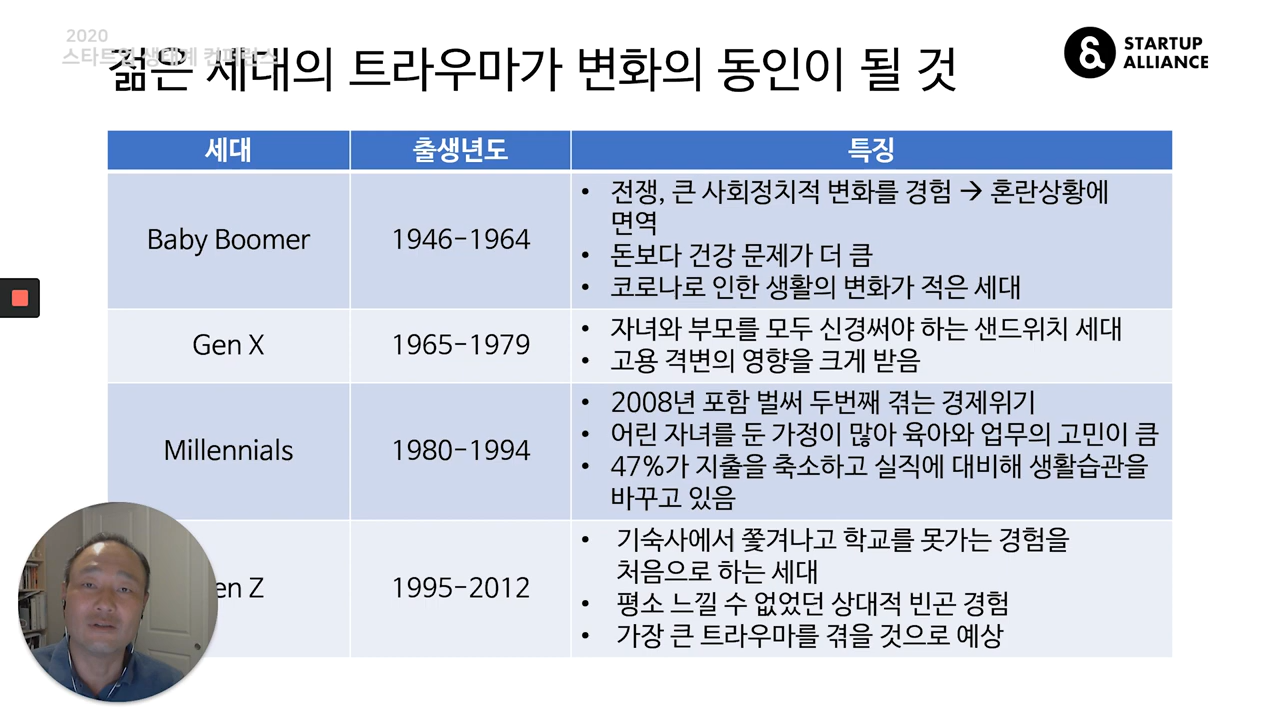 2020
스타트업 생태계 컨퍼런스
젊은 세대의 트라우마가 변화의 동인이 될 것
STARTUP
ALLIANCE
세대
출생년도
특징
Baby Boomer
1946-1964
• 전쟁, 큰 사회정치적 변화를 경험 → 혼란상황에
면역
• 돈보다 건강 문제가 더 큼
• 코로나로 인한 생활의 변화가 적은 세대
Gen X
1965-1979
• 자녀와 부모를 모두 신경써야 하는 샌드위치 세대
• 고용 격변의 영향을 크게 받음
Millennials
1980-1994
• 2008년 포함 벌써 두번째 겪는 경제위기
• 어린 자녀를 둔 가정이 많아 육아와 업무의 고민이 큼
• 47%가 지출을 축소하고 실직에 대비해 생활습관을
바꾸고 있음
en Z
1995-2012
• 기숙사에서 쫓겨나고 학교를 못가는 경험을
처음으로 하는 세대
• 평소 느낄 수 없었던 상대적 빈곤 경험
• 가장 큰 트라우마를 겪을 것으로 예상